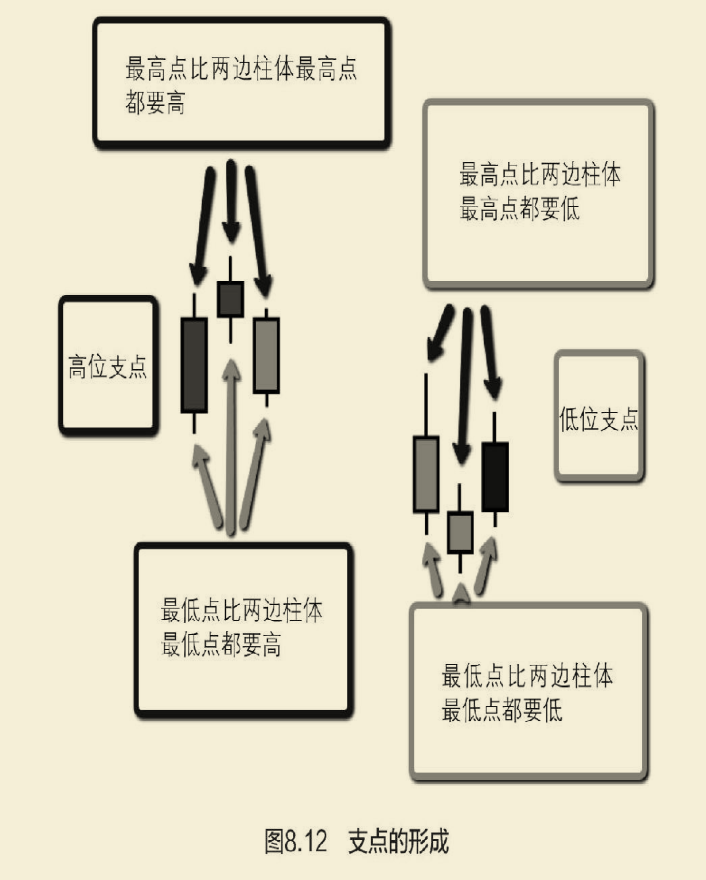 最高点比两边柱体最高点
都要高
最高点比两边柱体
最高点都要低
高位支点
低位支点
最低点比两边柱体
最低点都要高
最低点比两边柱体
最低点都要低
图8.12 支点的形成